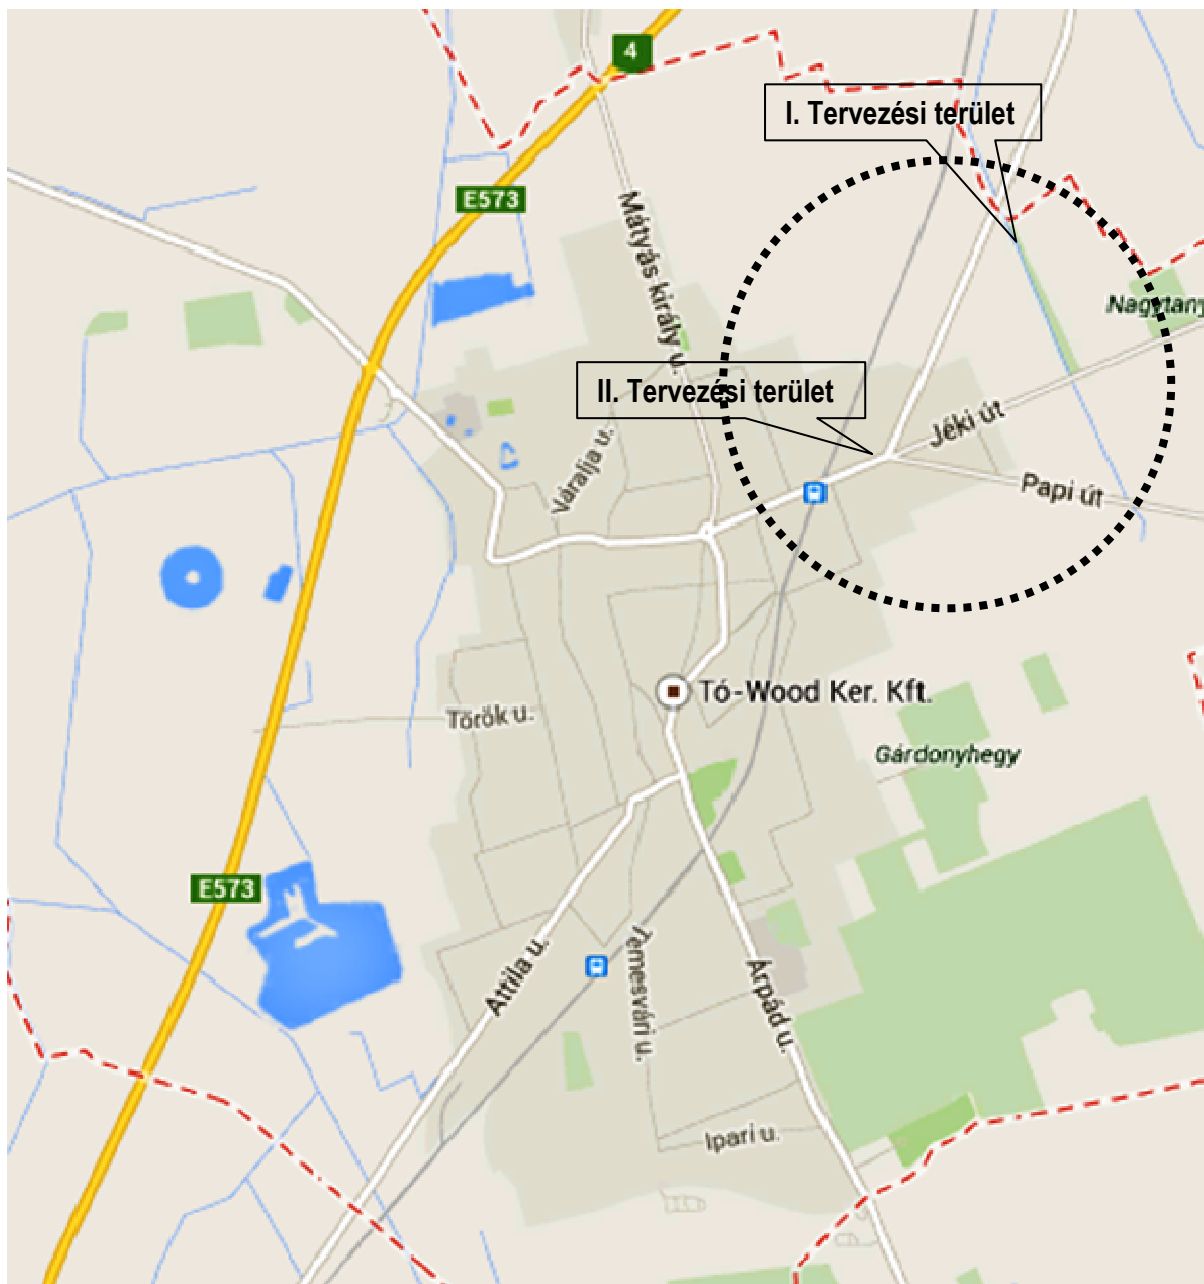 4
I. Tervezési terület
E573
Mátyás király u.
Nagytany
II. Tervezési terület
Jéki út
Váralja u.
Papi út
Tó-Wood Ker. Kft.
Török u.
Gárdonyhegy
E573
Attila u.
Temesvári u.
Árpád u.
Ipari u.